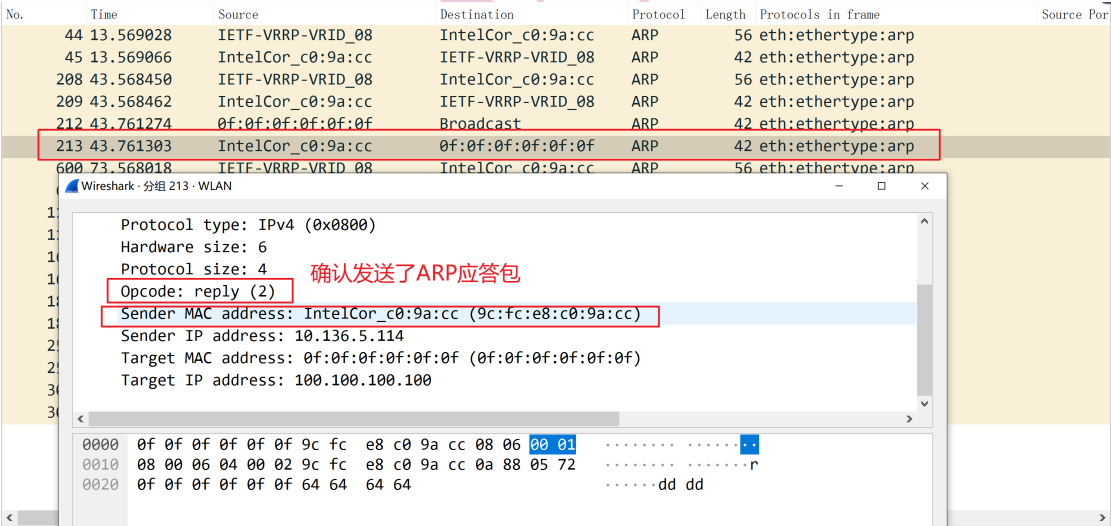 No. Time Source Destination Protocol Length Protocols in frame Source Por
44 13.569028 IETF-VRRP-VRID_08 IntelCor_c0:9a:cc ARP 56 eth:ethertype:arp
45 13.569066 IntelCor_c0:9a:cc IETF-VRRP-VRID_08 ARP 42 eth:ethertype:arp
208 43.568450 IETF-VRRP-VRID_08 IntelCor_c0:9a:cc ARP 56 eth:ethertype:arp
209 43.568462 IntelCor_c0:9a:cc IETF-VRRP-VRID_08 ARP 42 eth:ethertype:arp
212 43.761274 0f:0f:0f:0f:0f:0f Broadcast ARP 42 eth:ethertype:arp
213 43.761303 IntelCor_c0:9a:cc 0f:0f:0f:0f:0f:0f ARP 42 eth:ethertype:arp
600 73.568018 IETF-VRRP-VRID_08 IntelCor_c0:9a:cc ARP 56 eth:ethertype:arp
Wireshark · 分组 213 · WLAN
Protocol type: IPv4 (0x0800)
Hardware size: 6
Protocol size: 4
确认发送了ARP应答包
Opcode: reply (2)
Sender MAC address: IntelCor_c0:9a:cc (9c:fc:e8:c0:9a:cc)
Sender IP address: 10.136.5.114
Target MAC address: 0f:0f:0f:0f:0f:0f (0f:0f:0f:0f:0f:0f)
Target IP address: 100.100.100.100
0000 0f 0f 0f 0f 0f 0f 9c fc e8 c0 9a cc 08 06 00 01 ········ ········
0010 08 00 06 04 00 02 9c fc e8 c0 9a cc 0a 88 05 72 ········ ·······r
0020 0f 0f 0f 0f 0f 0f 64 64 64 64 ······dd dd